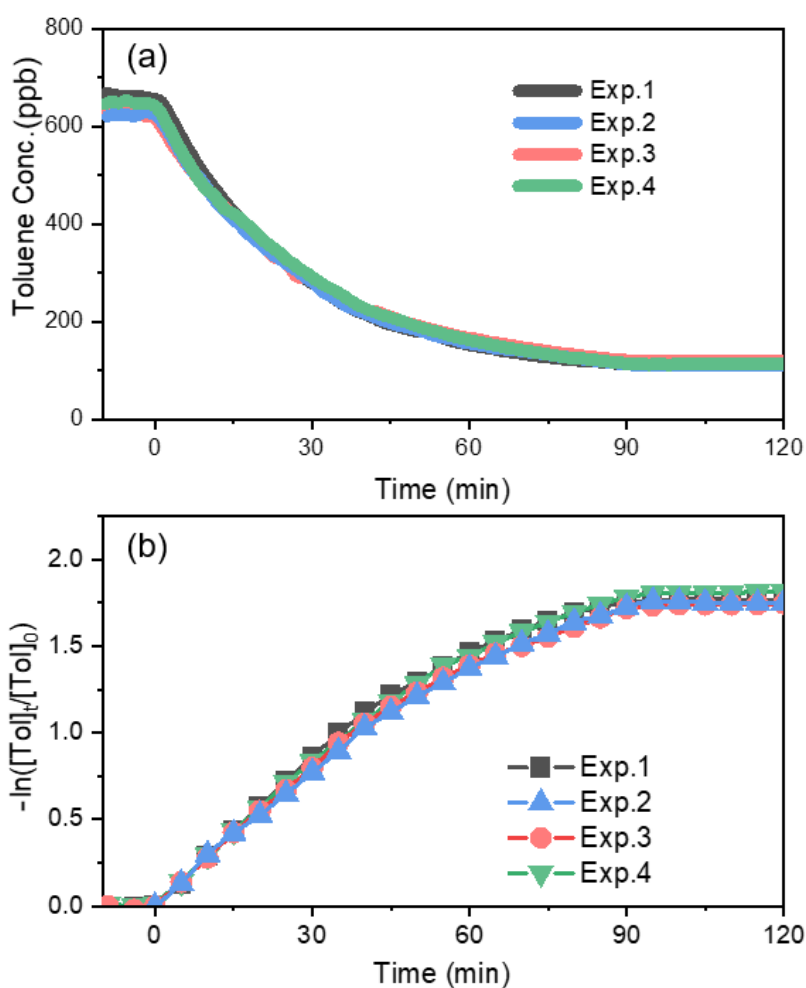 (a)
Toluene Conc.(ppb)
800
600
400
200
0
Exp.1
Exp.2
Exp.3
Exp.4
0 30 60 90 120
Time (min)
(b)
-ln([Tol]t/[Tol]0)
2.0
1.5
1.0
0.5
0.0
Exp.1
Exp.2
Exp.3
Exp.4
0 30 60 90 120
Time (min)